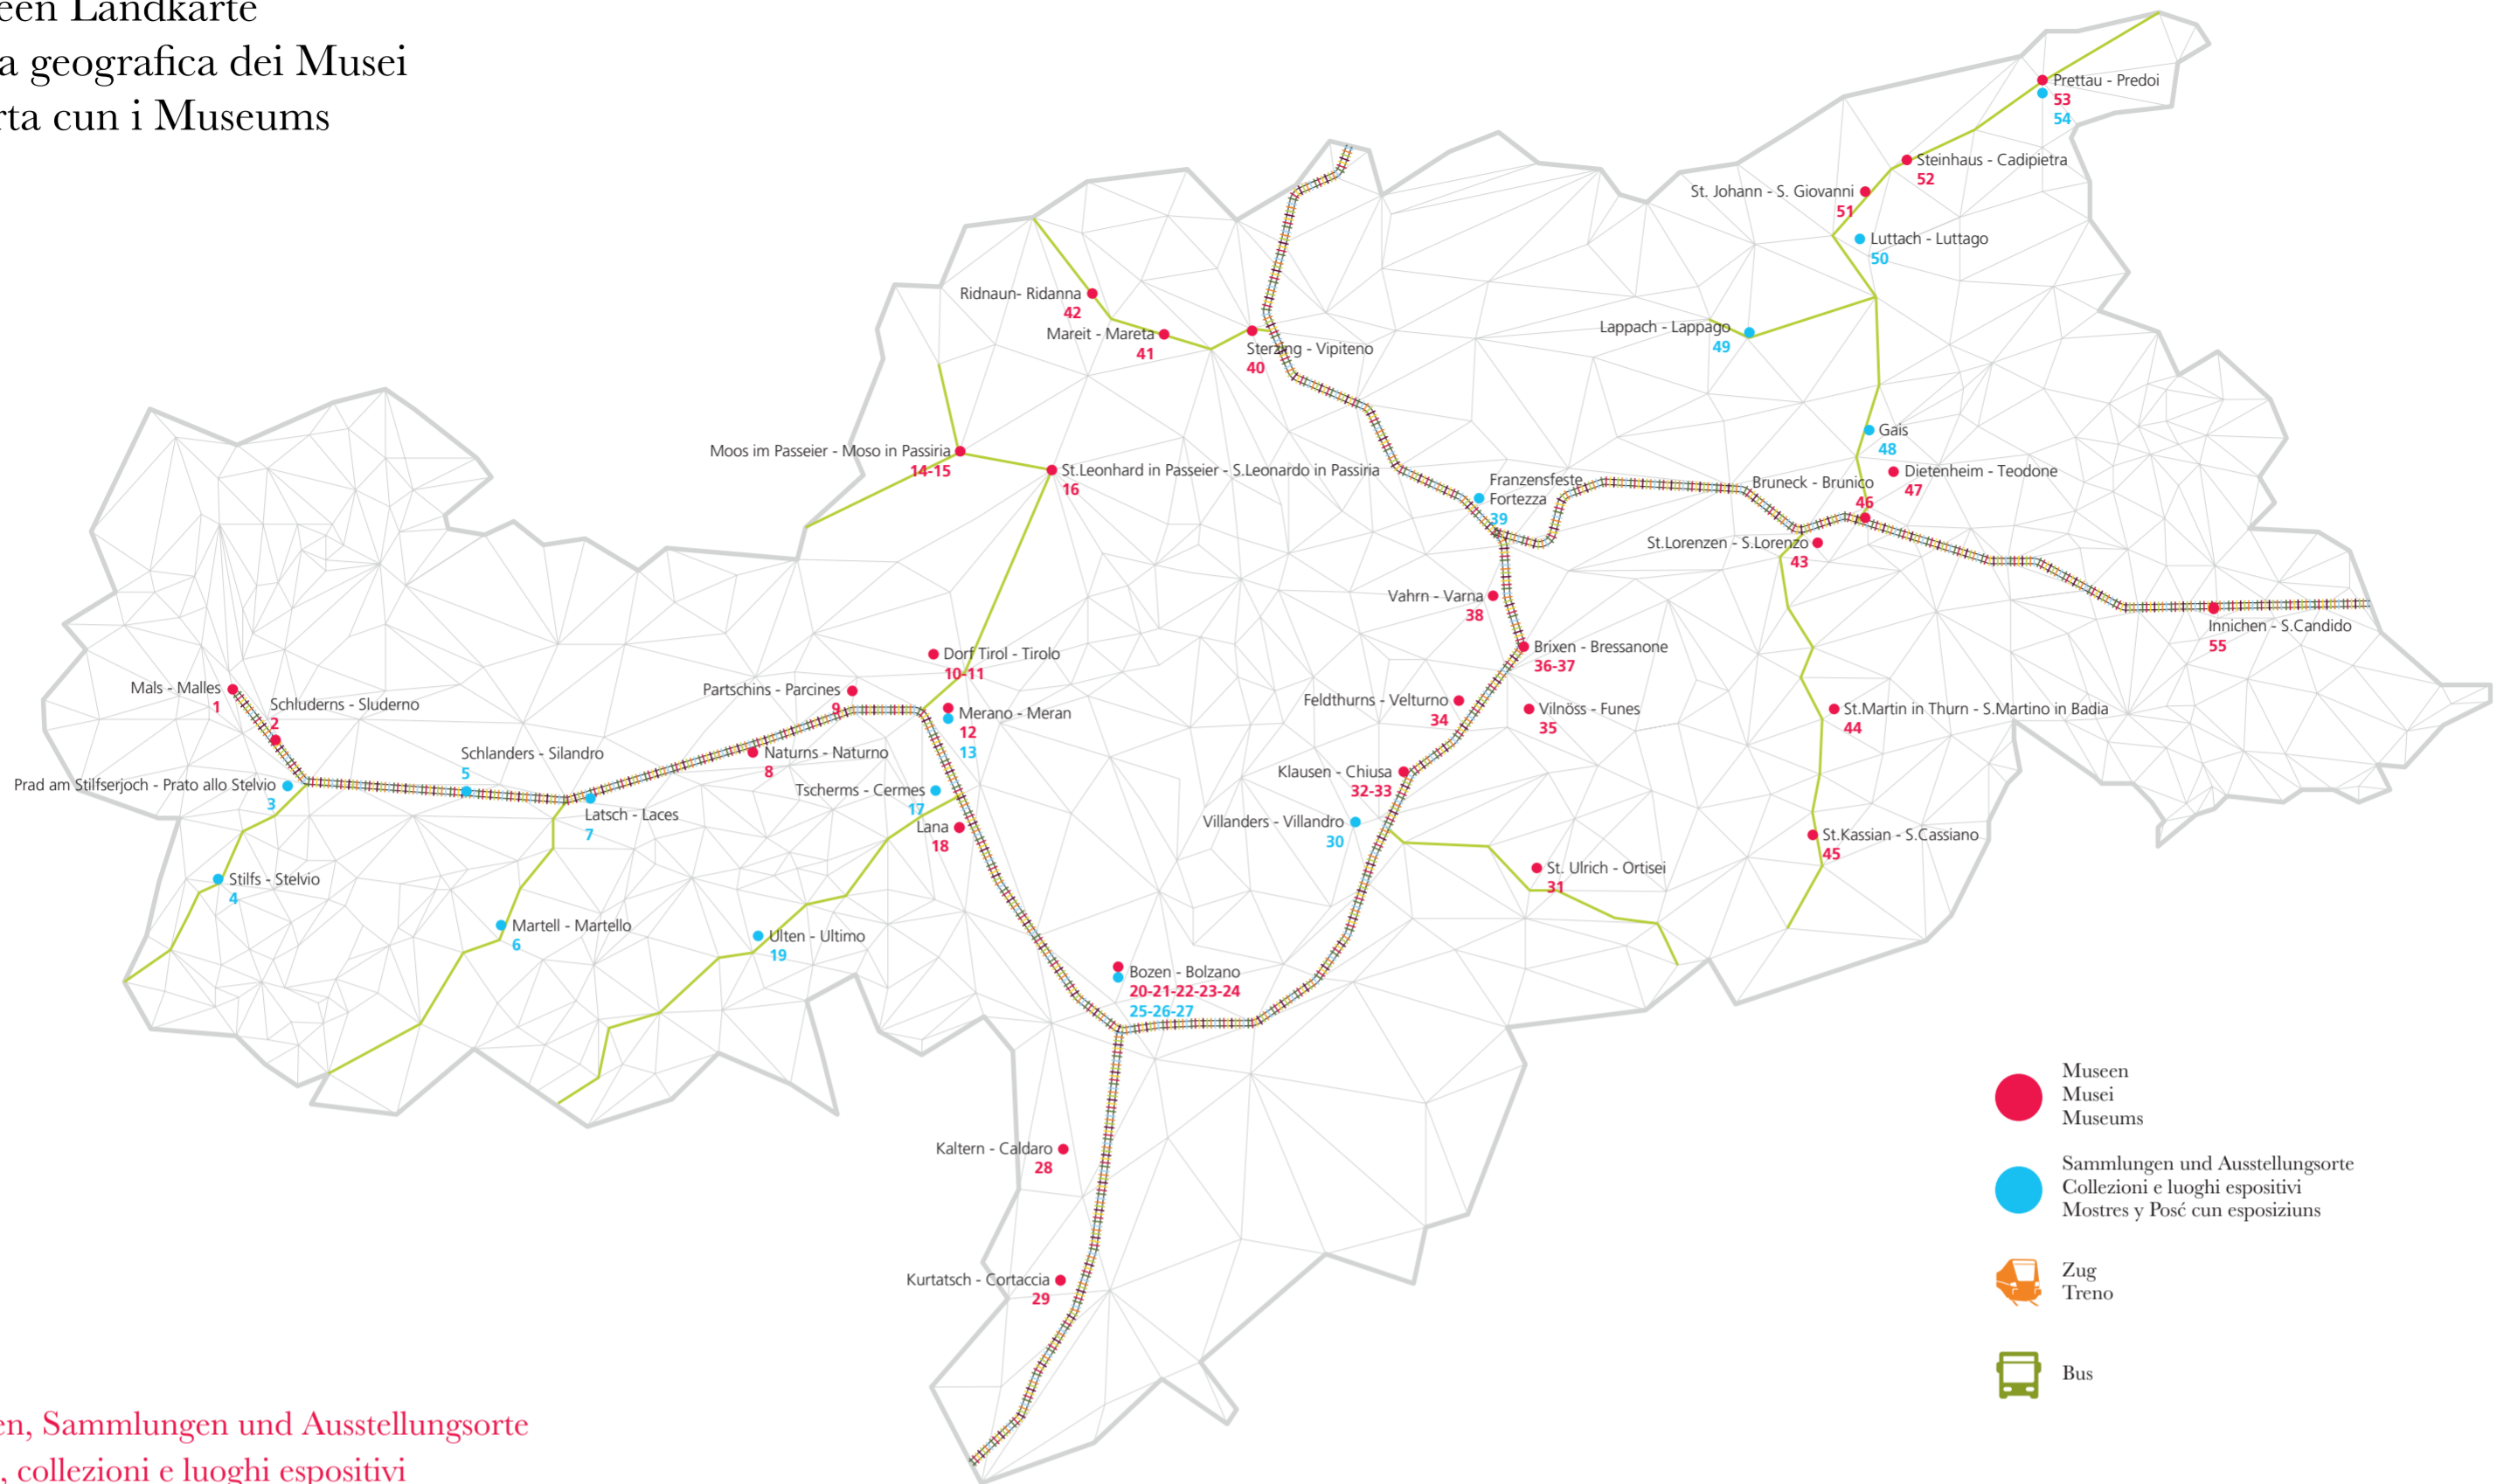 een Landkarte
a geografica dei Musei
rta cun i Museums
Prettau - Predoi
53
54
Steinhaus - Cadipietra
52
St. Johann - S. Giovanni
51
Luttach - Luttago
50
Ridnaun- Ridanna
42
Mareit - Mareta
41
Sterzing - Vipiteno
40
Lappach - Lappago
49
Gais
48
Moos im Passeier - Moso in Passiria
14-15
St.Leonhard in Passeier - S.Leonardo in Passiria
16
Franzensfeste
Fortezza
39
Bruneck - Brunico
46
Dietenheim - Teodone
47
St.Lorenzen - S.Lorenzo
43
Vahrn - Varna
38
Innichen - S.Candido
55
Brixen - Bressanone
36-37
Dorf Tirol - Tirolo
10-11
Mals - Malles
1
Schluderns - Sluderno
2
Partschins - Parcines
9
Merano - Meran
12
13
Feldthurns - Velturno
34
Vilnöss - Funes
35
St.Martin in Thurn - S.Martino in Badia
44
Schlanders - Silandro
5
Naturns - Naturno
8
Klausen - Chiusa
32-33
Prad am Stilfserjoch - Prato allo Stelvio
3
Tscherms - Cermes
17
Latsch - Laces
7
Lana
18
Villanders - Villandro
30
St.Kassian - S.Cassiano
45
St. Ulrich - Ortisei
31
Stilfs - Stelvio
4
Martell - Martello
6
Ulten - Ultimo
19
Bozen - Bolzano
20-21-22-23-24
25-26-27
Kaltern - Caldaro
28
Kurtatsch - Cortaccia
29
Museen
Musei
Museums
Sammlungen und Ausstellungsorte
Collezioni e luoghi espositivi
Mostres y Posć cun esposiziuns
Zug
Treno
Bus
en, Sammlungen und Ausstellungsorte
, collezioni e luoghi espositivi